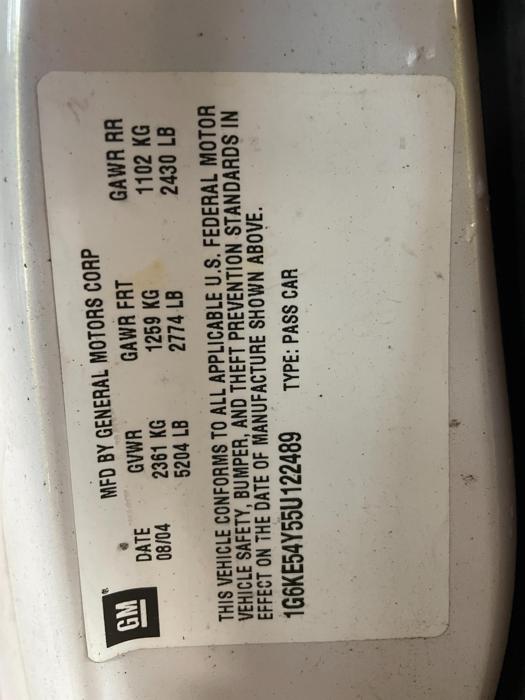 GM
MFD BY GENERAL MOTORS CORP
DATE GVWR GAWR FRT GAWR RR
08/04 2361 KG 1259 KG 1102 KG
5204 LB 2774 LB 2430 LB
THIS VEHICLE CONFORMS TO ALL APPLICABLE U.S. FEDERAL MOTOR
VEHICLE SAFETY, BUMPER, AND THEFT PREVENTION STANDARDS IN
EFFECT ON THE DATE OF MANUFACTURE SHOWN ABOVE.
1G6KE54Y55U122489 TYPE: PASS CAR